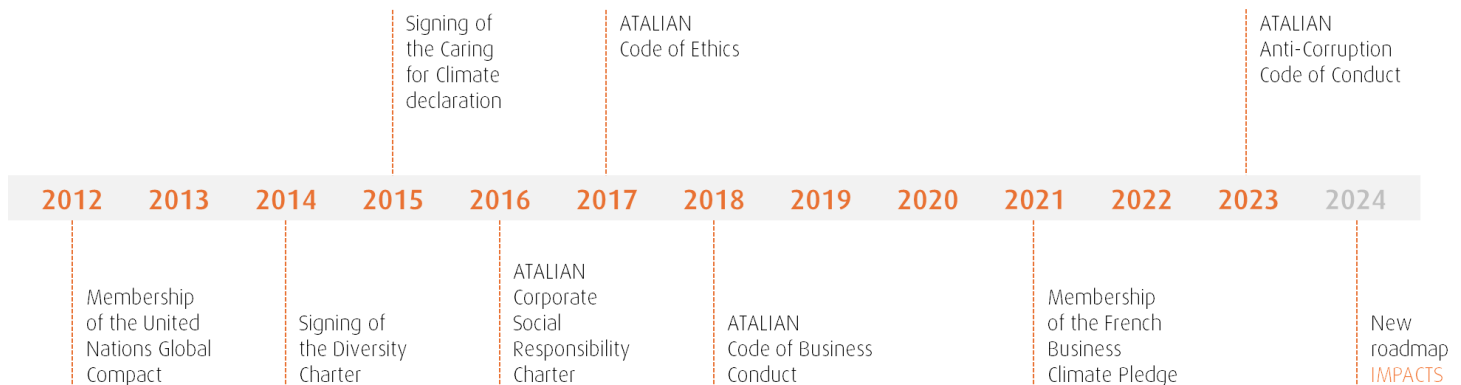 Signing of
the Caring
for Climate
declaration
ATALIAN
Code of Ethics
ATALIAN
Anti-Corruption
Code of Conduct
2012 2013 2014 2015 2016 2017 2018 2019 2020 2021 2022 2023 2024
Membership
of the United
Nations Global
Compact
Signing of
the Diversity
Charter
ATALIAN
Corporate
Social
Responsibility
Charter
ATALIAN
Code of Business
Conduct
Membership
of the French
Business
Climate Pledge
New
roadmap
IMPACTS